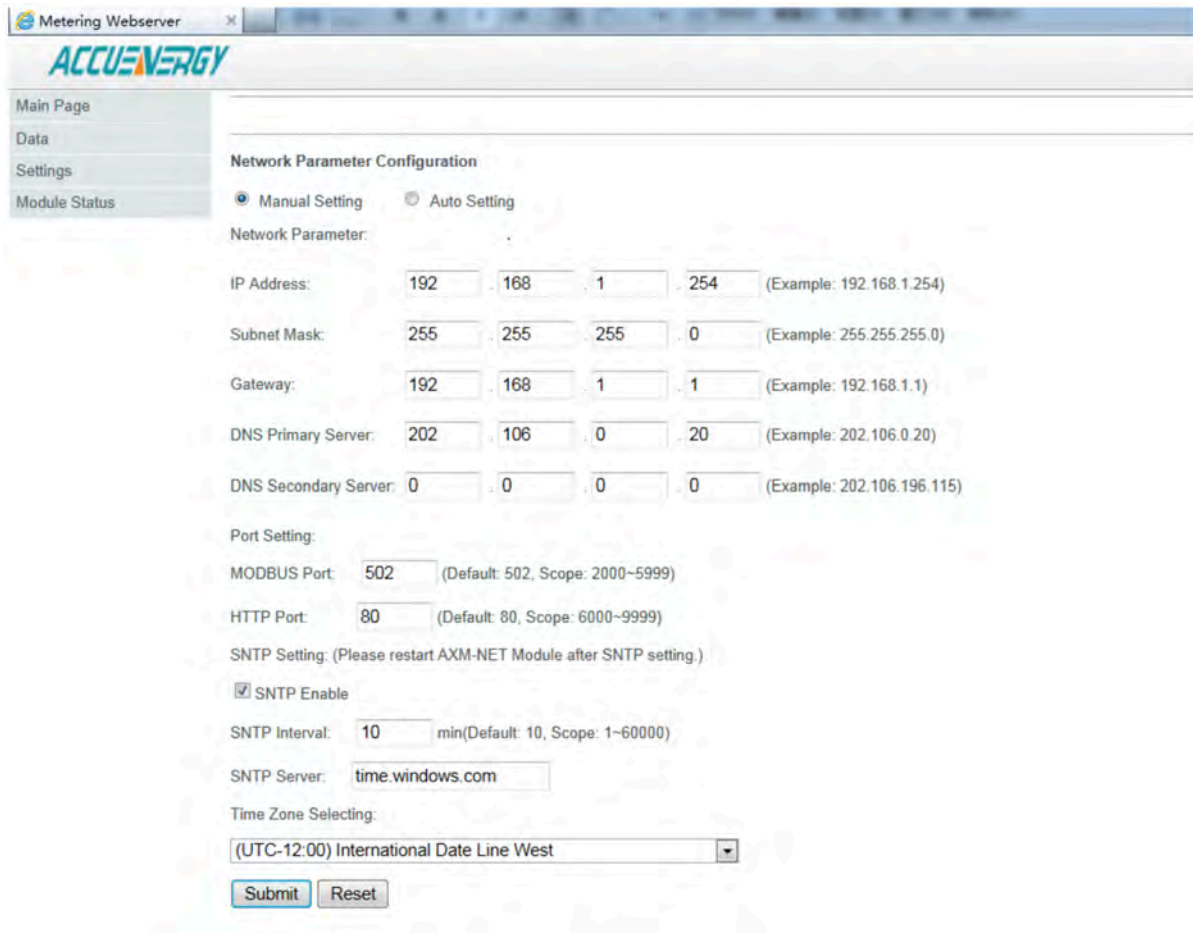 Metering Webserver
ACCUENERGY
Main Page
Data
Settings
Module Status
Network Parameter Configuration
Manual Setting Auto Setting
Network Parameter:
IP Address: 192 . 168 . 1 . 254 (Example: 192.168.1.254)
Subnet Mask: 255 . 255 . 255 . 0 (Example: 255.255.255.0)
Gateway: 192 . 168 . 1 . 1 (Example: 192.168.1.1)
DNS Primary Server: 202 . 106 . 0 . 20 (Example: 202.106.0.20)
DNS Secondary Server: 0 . 0 . 0 . 0 (Example: 202.106.196.115)
Port Setting:
MODBUS Port: 502 (Default: 502, Scope: 2000~5999)
HTTP Port: 80 (Default: 80, Scope: 6000~9999)
SNTP Setting: (Please restart AXM-NET Module after SNTP setting.)
SNTP Enable
SNTP Interval: 10 min(Default: 10, Scope: 1~60000)
SNTP Server: time.windows.com
Time Zone Selecting:
(UTC-12:00) International Date Line West
Submit Reset